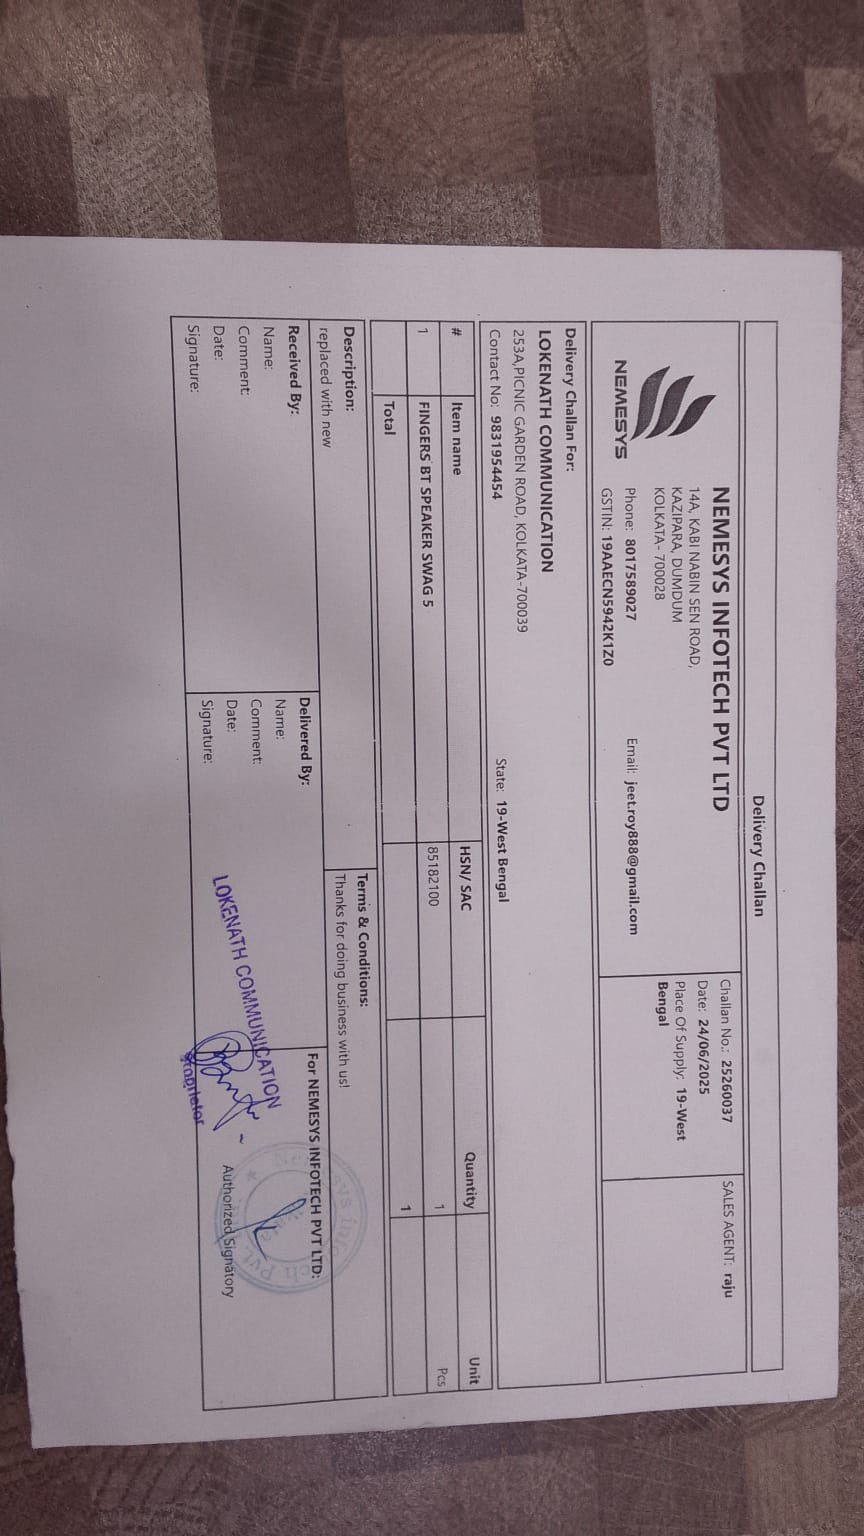 Delivery Challan
NEMESYS
NEMESYS INFOTECH PVT LTD
14A, KABI NABIN SEN ROAD,
KAZIPARA, DUMDUM
KOLKATA- 700028
Phone: 8017589027 Email: jeet.roy888@gmail.com
GSTIN: 19AAECN5942K1Z0
Challan No.: 25260037
Date: 24/06/2025
Place Of Supply: 19-West
Bengal
SALES AGENT: raju
Delivery Challan For:
LOKENATH COMMUNICATION
253A,PICNIC GARDEN ROAD, KOLKATA-700039
Contact No: 9831954454 State: 19-West Bengal
# Item name HSN/ SAC Quantity Unit
1 FINGERS BT SPEAKER SWAG 5 85182100 1 Pcs
Total 1
Description:
replaced with new
Terms & Conditions:
Thanks for doing business with us!
Received By:
Name:
Comment:
Date:
Signature:
Delivered By:
Name:
Comment:
Date:
Signature:
LOKENATH COMMUNICATION
Proprietor
For NEMESYS INFOTECH PVT LTD:
Nemesys Infotech Pvt.
Authorized Signatory